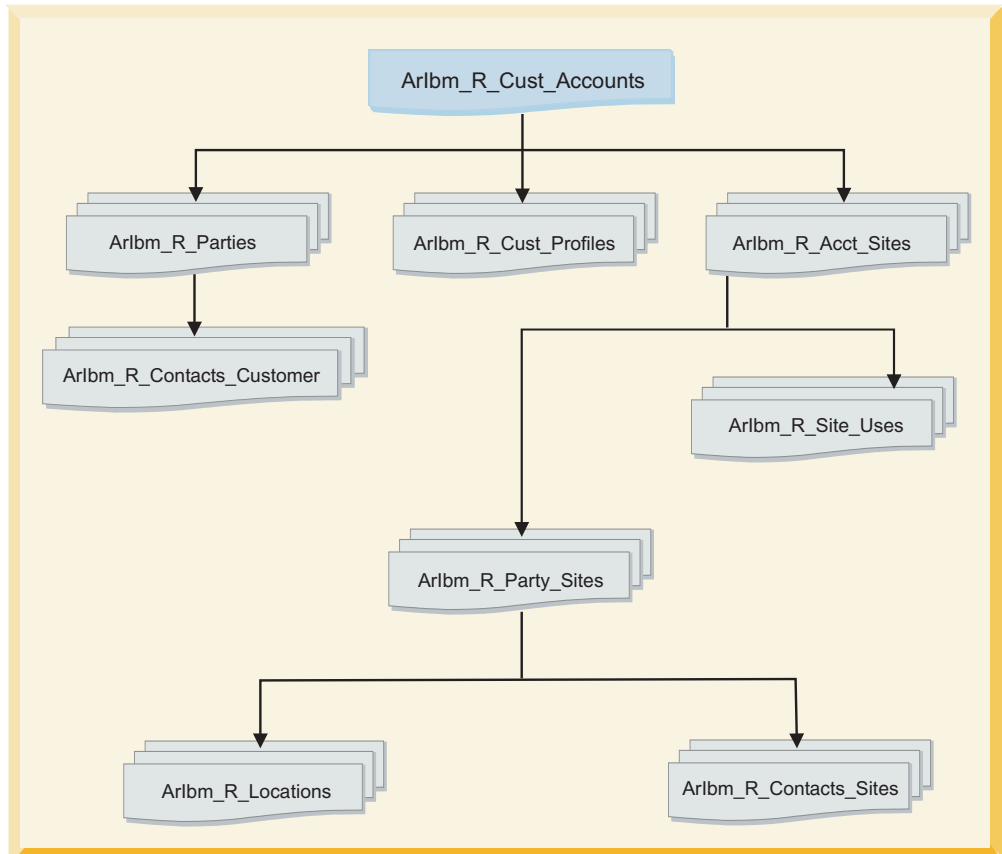 ArIbm_R_Cust_Accounts
ArIbm_R_Parties
ArIbm_R_Cust_Profiles
ArIbm_R_Acct_Sites
ArIbm_R_Contacts_Customer
ArIbm_R_Site_Uses
ArIbm_R_Party_Sites
ArIbm_R_Locations
ArIbm_R_Contacts_Sites